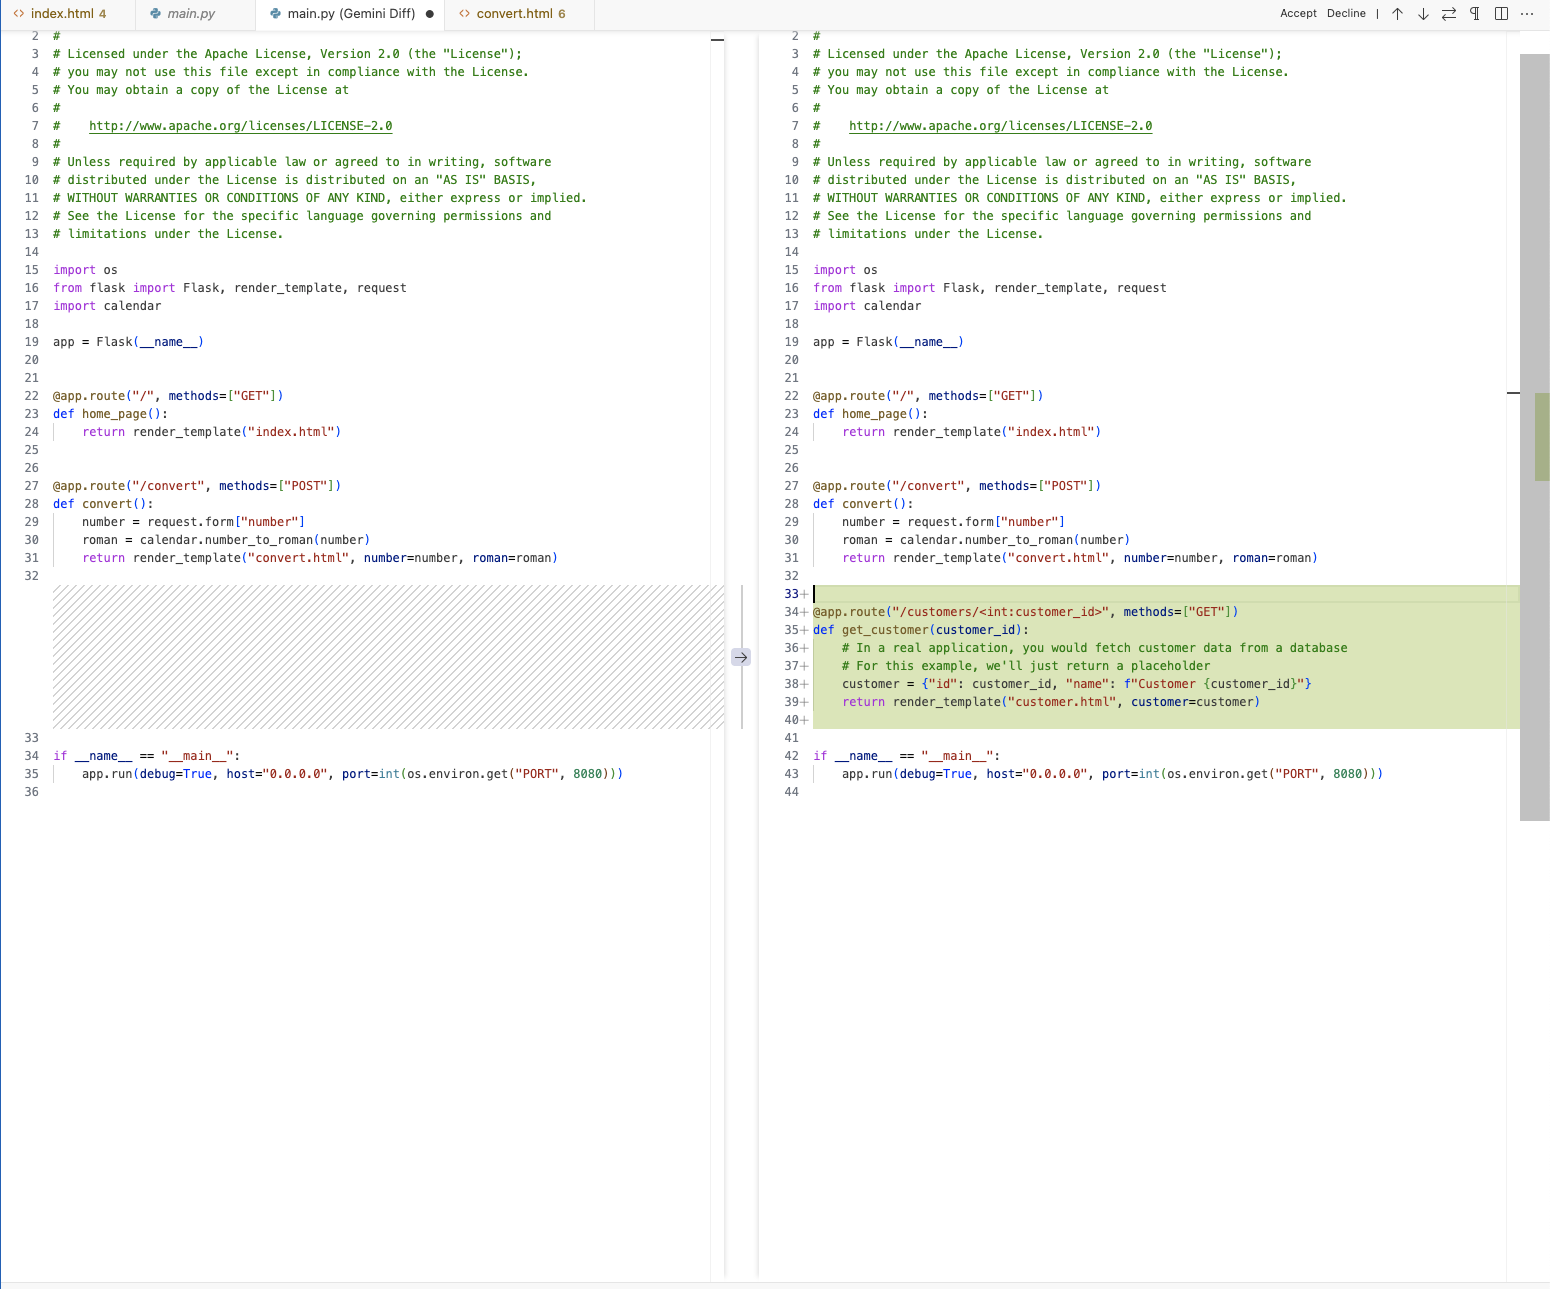 index.html 4 main.py main.py (Gemini Diff) convert.html 6 Accept Decline
2 #
3 # Licensed under the Apache License, Version 2.0 (the "License");
4 # you may not use this file except in compliance with the License.
5 # You may obtain a copy of the License at
6 #
7 #    http://www.apache.org/licenses/LICENSE-2.0
8 #
9 # Unless required by applicable law or agreed to in writing, software
10 # distributed under the License is distributed on an "AS IS" BASIS,
11 # WITHOUT WARRANTIES OR CONDITIONS OF ANY KIND, either express or implied.
12 # See the License for the specific language governing permissions and
13 # limitations under the License.
14
15 import os
16 from flask import Flask, render_template, request
17 import calendar
18
19 app = Flask(__name__)
20
21
22 @app.route("/", methods=["GET"])
23 def home_page():
24     return render_template("index.html")
25
26
27 @app.route("/convert", methods=["POST"])
28 def convert():
29     number = request.form["number"]
30     roman = calendar.number_to_roman(number)
31     return render_template("convert.html", number=number, roman=roman)
32
33
34 if __name__ == "__main__":
35     app.run(debug=True, host="0.0.0.0", port=int(os.environ.get("PORT", 8080)))
36
2 #
3 # Licensed under the Apache License, Version 2.0 (the "License");
4 # you may not use this file except in compliance with the License.
5 # You may obtain a copy of the License at
6 #
7 #    http://www.apache.org/licenses/LICENSE-2.0
8 #
9 # Unless required by applicable law or agreed to in writing, software
10 # distributed under the License is distributed on an "AS IS" BASIS,
11 # WITHOUT WARRANTIES OR CONDITIONS OF ANY KIND, either express or implied.
12 # See the License for the specific language governing permissions and
13 # limitations under the License.
14
15 import os
16 from flask import Flask, render_template, request
17 import calendar
18
19 app = Flask(__name__)
20
21
22 @app.route("/", methods=["GET"])
23 def home_page():
24     return render_template("index.html")
25
26
27 @app.route("/convert", methods=["POST"])
28 def convert():
29     number = request.form["number"]
30     roman = calendar.number_to_roman(number)
31     return render_template("convert.html", number=number, roman=roman)
32
33+
34+ @app.route("/customers/<int:customer_id>", methods=["GET"])
35+ def get_customer(customer_id):
36+     # In a real application, you would fetch customer data from a database
37+     # For this example, we'll just return a placeholder
38+     customer = {"id": customer_id, "name": f"Customer {customer_id}"}
39+     return render_template("customer.html", customer=customer)
40+
41
42 if __name__ == "__main__":
43     app.run(debug=True, host="0.0.0.0", port=int(os.environ.get("PORT", 8080)))
44